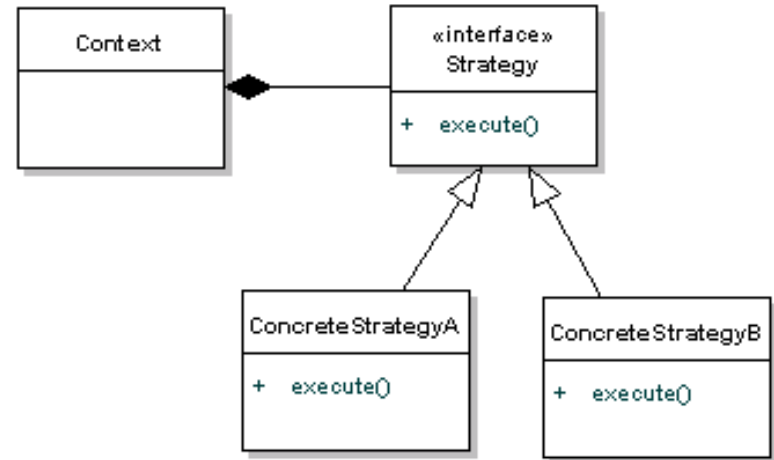 Context
«interface»
Strategy
+ execute()
ConcreteStrategyA
+ execute()
ConcreteStrategyB
+ execute()